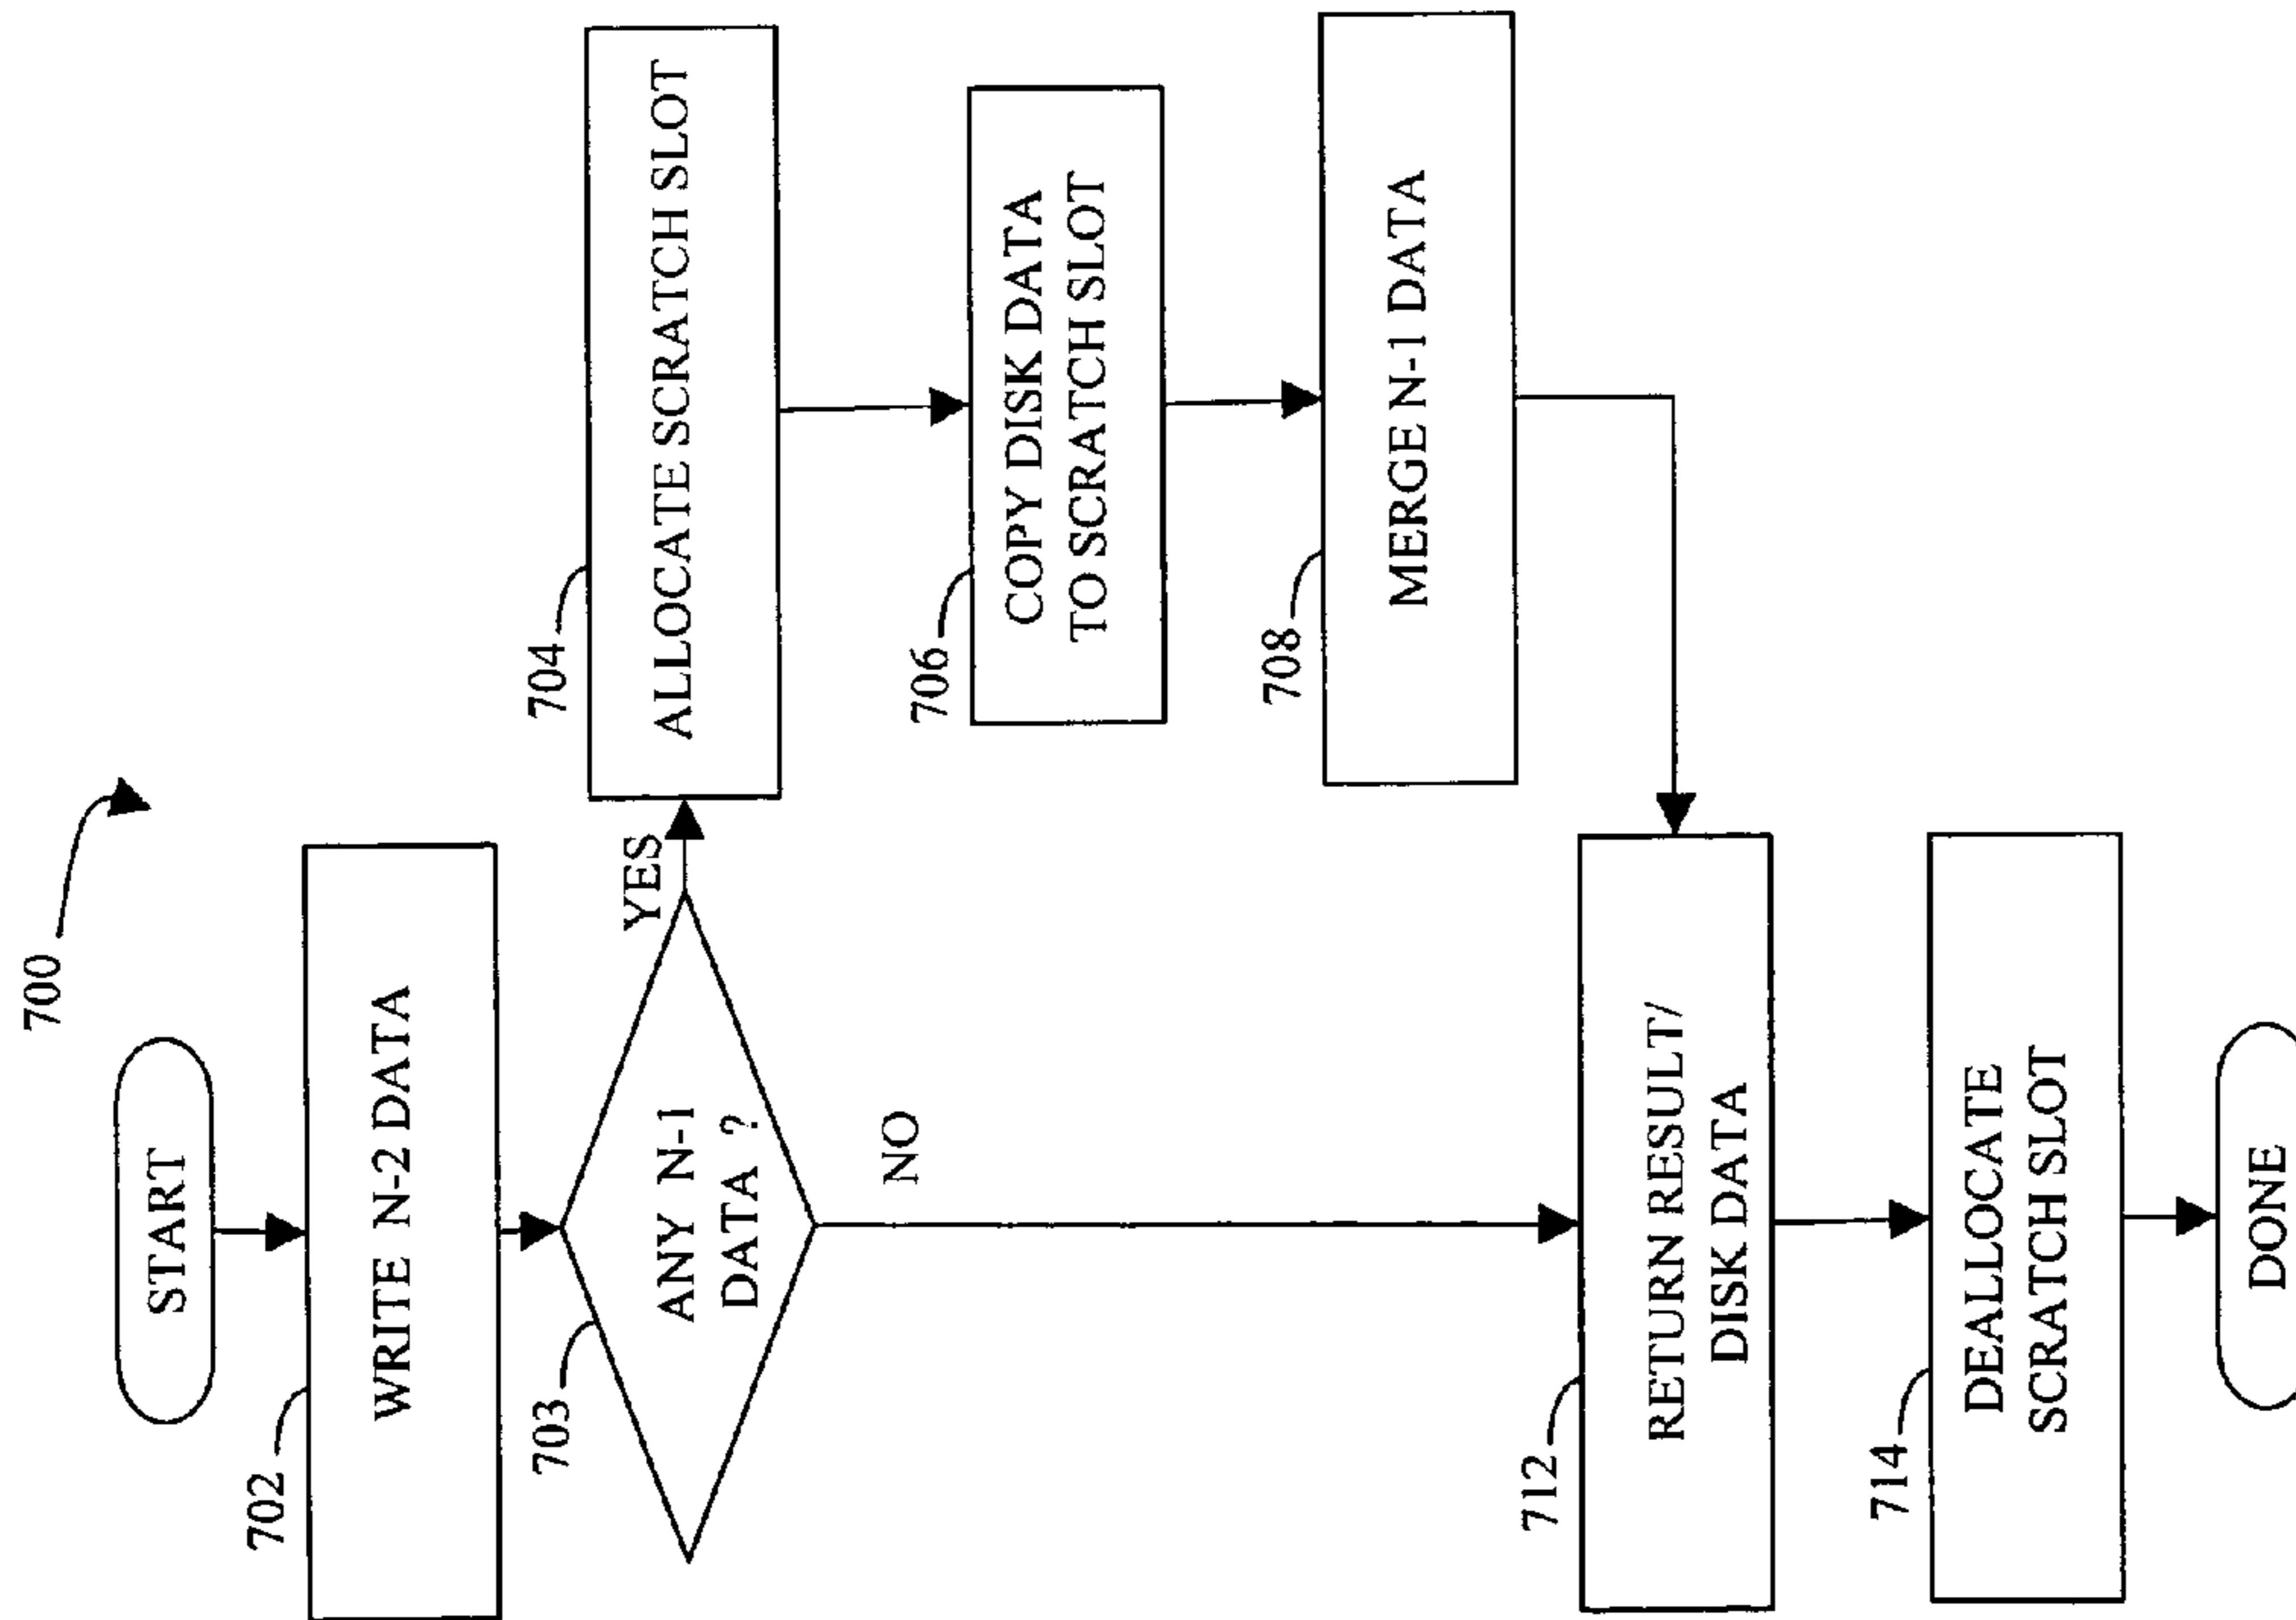 700
START
702
WRITE N-2 DATA
703
ANY N-1
DATA ?
YES
NO
704
ALLOCATE SCRATCH SLOT
706
COPY DISK DATA
TO SCRATCH SLOT
708
MERGE N-1 DATA
712
RETURN RESULT/
DISK DATA
714
DEALLOCATE
SCRATCH SLOT
DONE